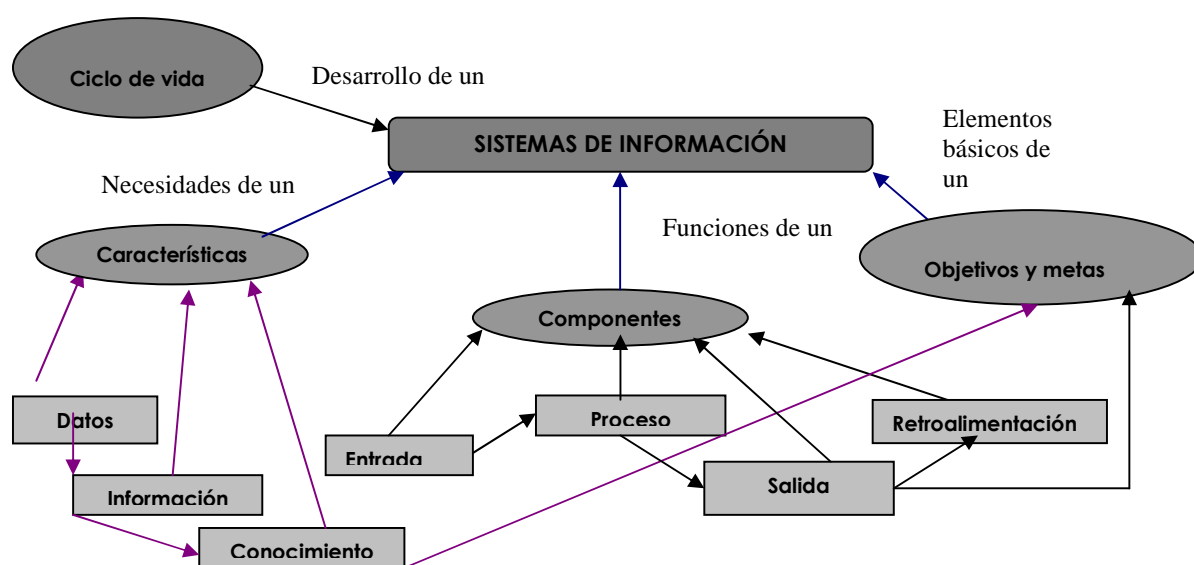 Ciclo de vida
Desarrollo de un
SISTEMAS DE INFORMACIÓN
Elementos
básicos de
un
Necesidades de un
Funciones de un
Características
Objetivos y metas
Componentes
Datos
Proceso
Retroalimentación
Entrada
Información
Salida
Conocimiento